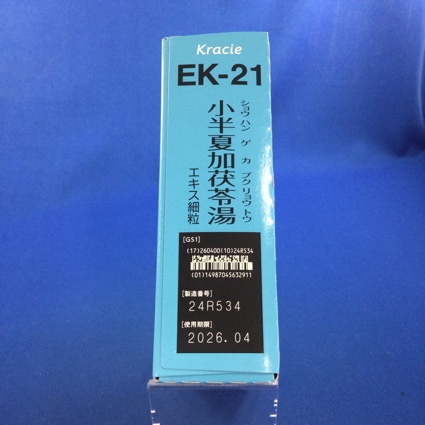 Kracie
EK-21
小半夏加茯苓湯
ショウハンゲカブクリョウトウ
エキス細粒
[GS1]
(17)260400(10)24R534
(01)14987045632911
[製造番号]
24R534
[使用期限]
2026.04